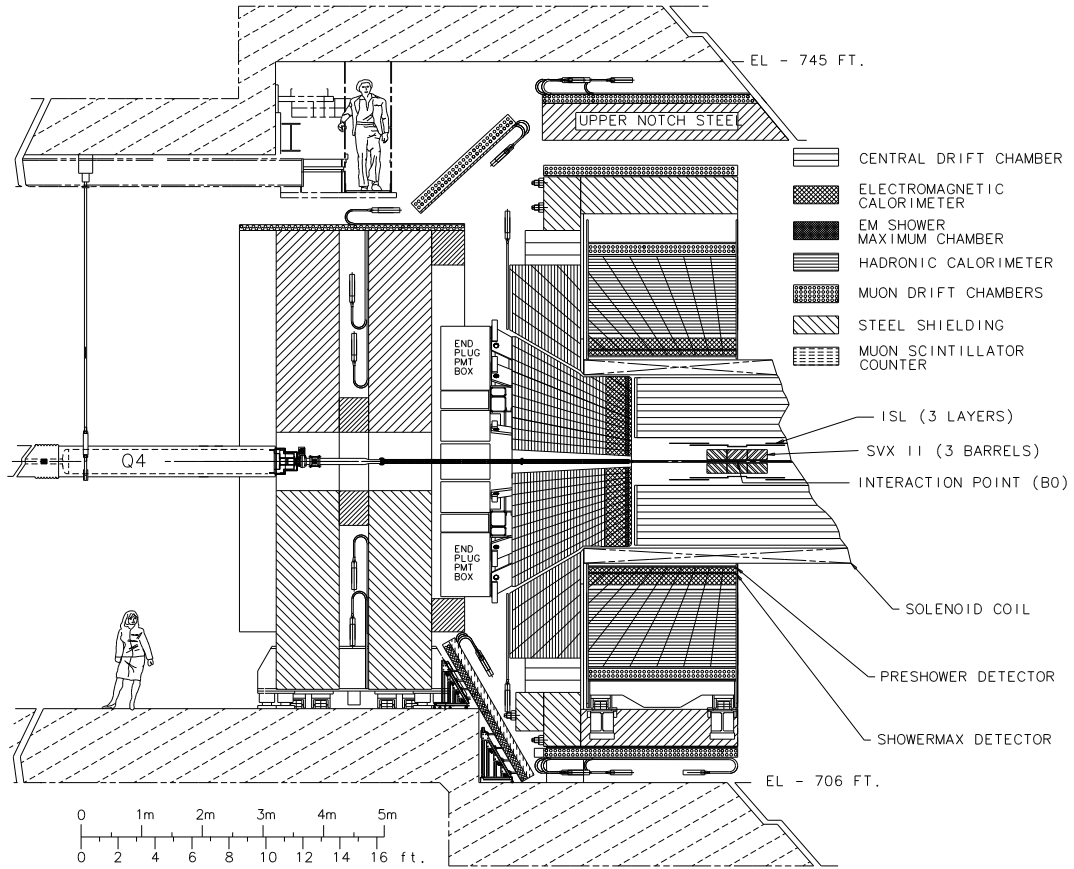 EL - 745 FT.
UPPER NOTCH STEEL
CENTRAL DRIFT CHAMBER
ELECTROMAGNETIC
CALORIMETER
EM SHOWER
MAXIMUM CHAMBER
HADRONIC CALORIMETER
MUON DRIFT CHAMBERS
STEEL SHIELDING
MUON SCINTILLATOR
COUNTER
END
PLUG
PMT
BOX
ISL (3 LAYERS)
Q4
SVX II (3 BARRELS)
INTERACTION POINT (B0)
END
PLUG
PMT
BOX
SOLENOID COIL
PRESHOWER DETECTOR
SHOWERMAX DETECTOR
EL - 706 FT.
0 1m 2m 3m 4m 5m
0 2 4 6 8 10 12 14 16 ft.